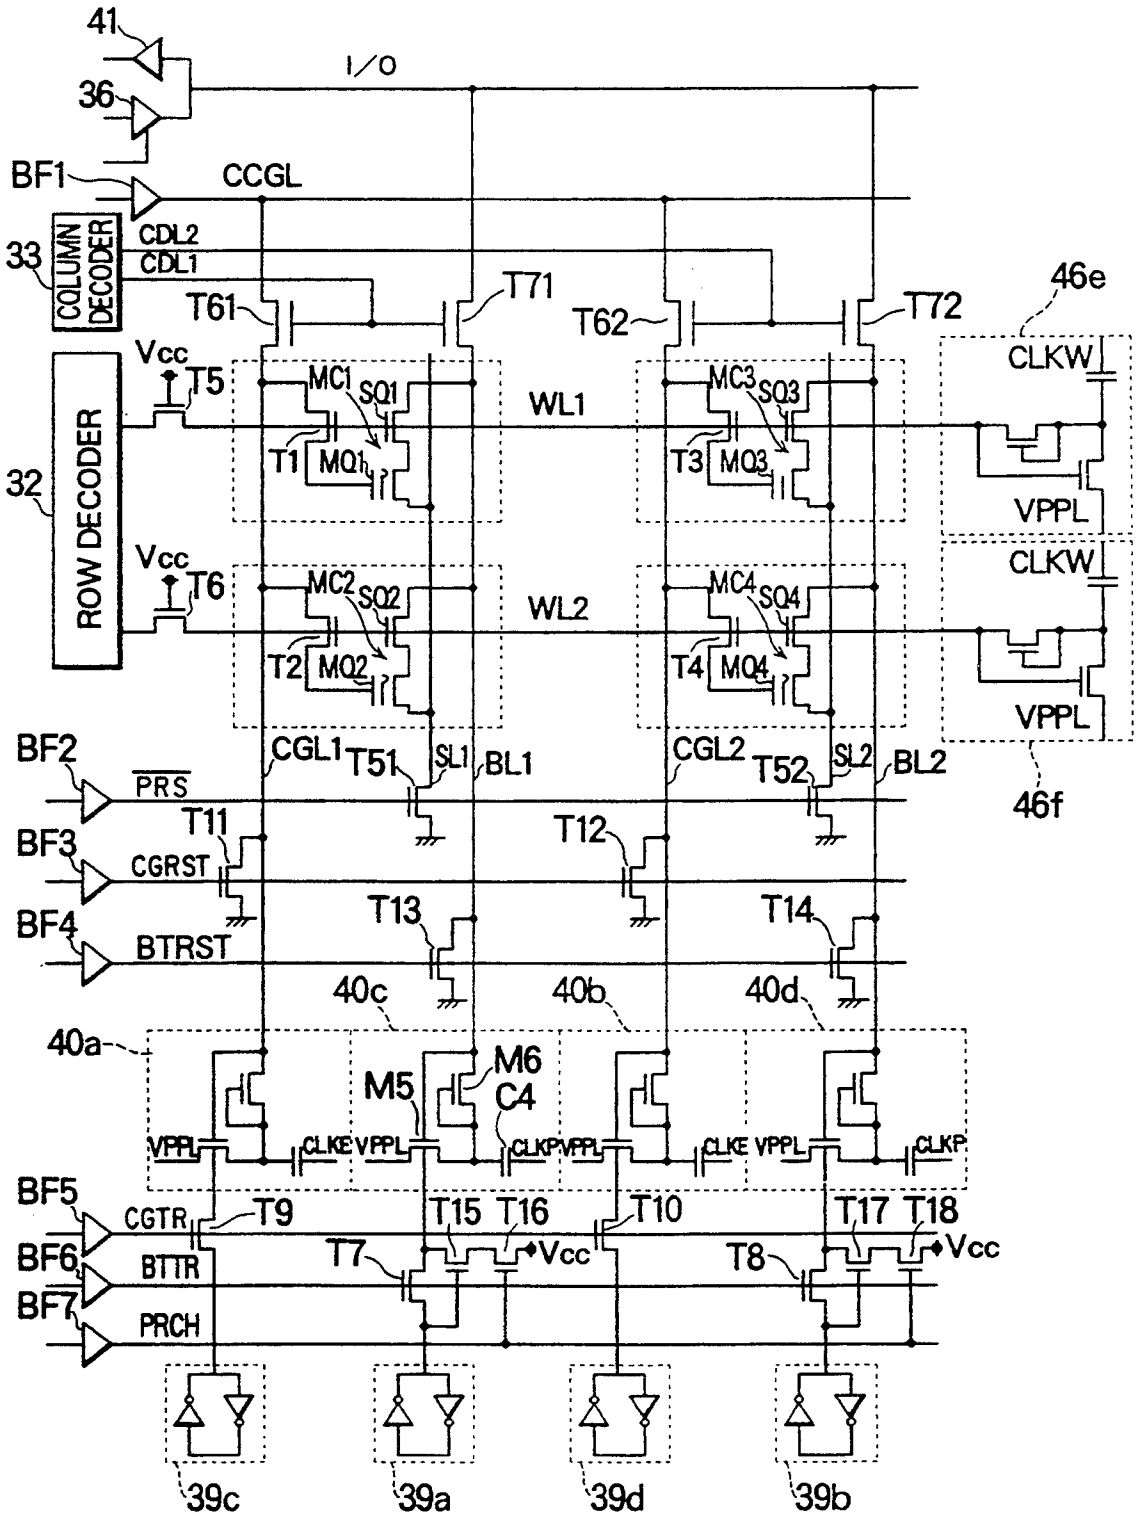 41
I/O
36
BF1
CCGL
33
COLUMN
DECODER
CDL2
CDL1
T61
T71
T62
T72
46e
CLKW
Vcc
T5
MC1
SQ1
WL1
MC3
SQ3
32
ROW DECODER
T1
MQ1
T3
MQ3
VPPL
Vcc
T6
MC2
SQ2
WL2
MC4
SQ4
CLKW
T2
MQ2
T4
MQ4
VPPL
BF2
PRS
CGL1
T51
SL1
BL1
CGL2
T52
SL2
BL2
46f
BF3
CGRST
T11
T12
BF4
BTRST
T13
T14
40a
40c
40b
40d
M5
M6
C4
VPPL
CLKE
VPPL
CLKP
VPPL
CLKE
VPPL
CLKP
BF5
CGTR
T9
T15
T16
T10
T17
T18
BF6
BTTR
T7
Vcc
T8
Vcc
BF7
PRCH
39c
39a
39d
39b